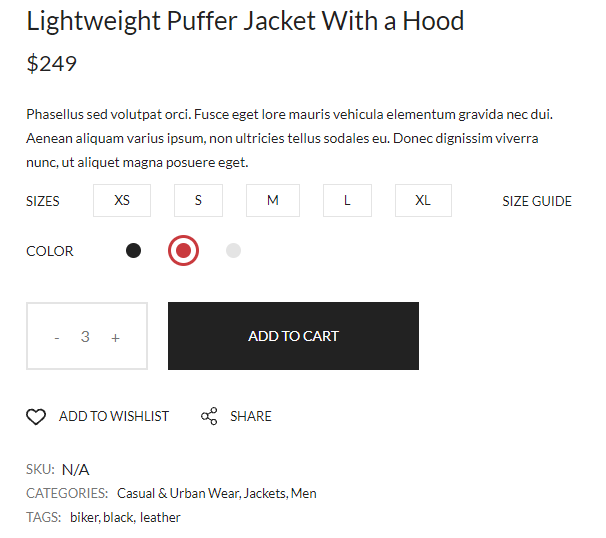 Lightweight Puffer Jacket With a Hood
$249
Phasellus sed volutpat orci. Fusce eget lore mauris vehicula elementum gravida nec dui.
Aenean aliquam varius ipsum, non ultricies tellus sodales eu. Donec dignissim viverra
nunc, ut aliquet magna posuere eget.
SIZES XS S M L XL SIZE GUIDE
COLOR
- 3 + ADD TO CART
ADD TO WISHLIST SHARE
SKU: N/A
CATEGORIES: Casual & Urban Wear, Jackets, Men
TAGS: biker, black, leather